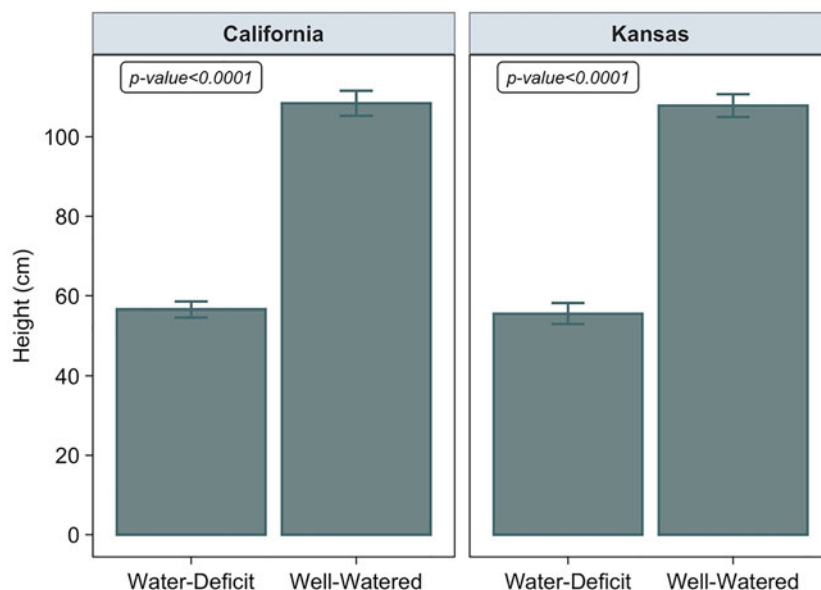 California
Kansas
p-value<0.0001
p-value<0.0001
Height (cm)
100
80
60
40
20
0
Water-Deficit
Well-Watered
Water-Deficit
Well-Watered